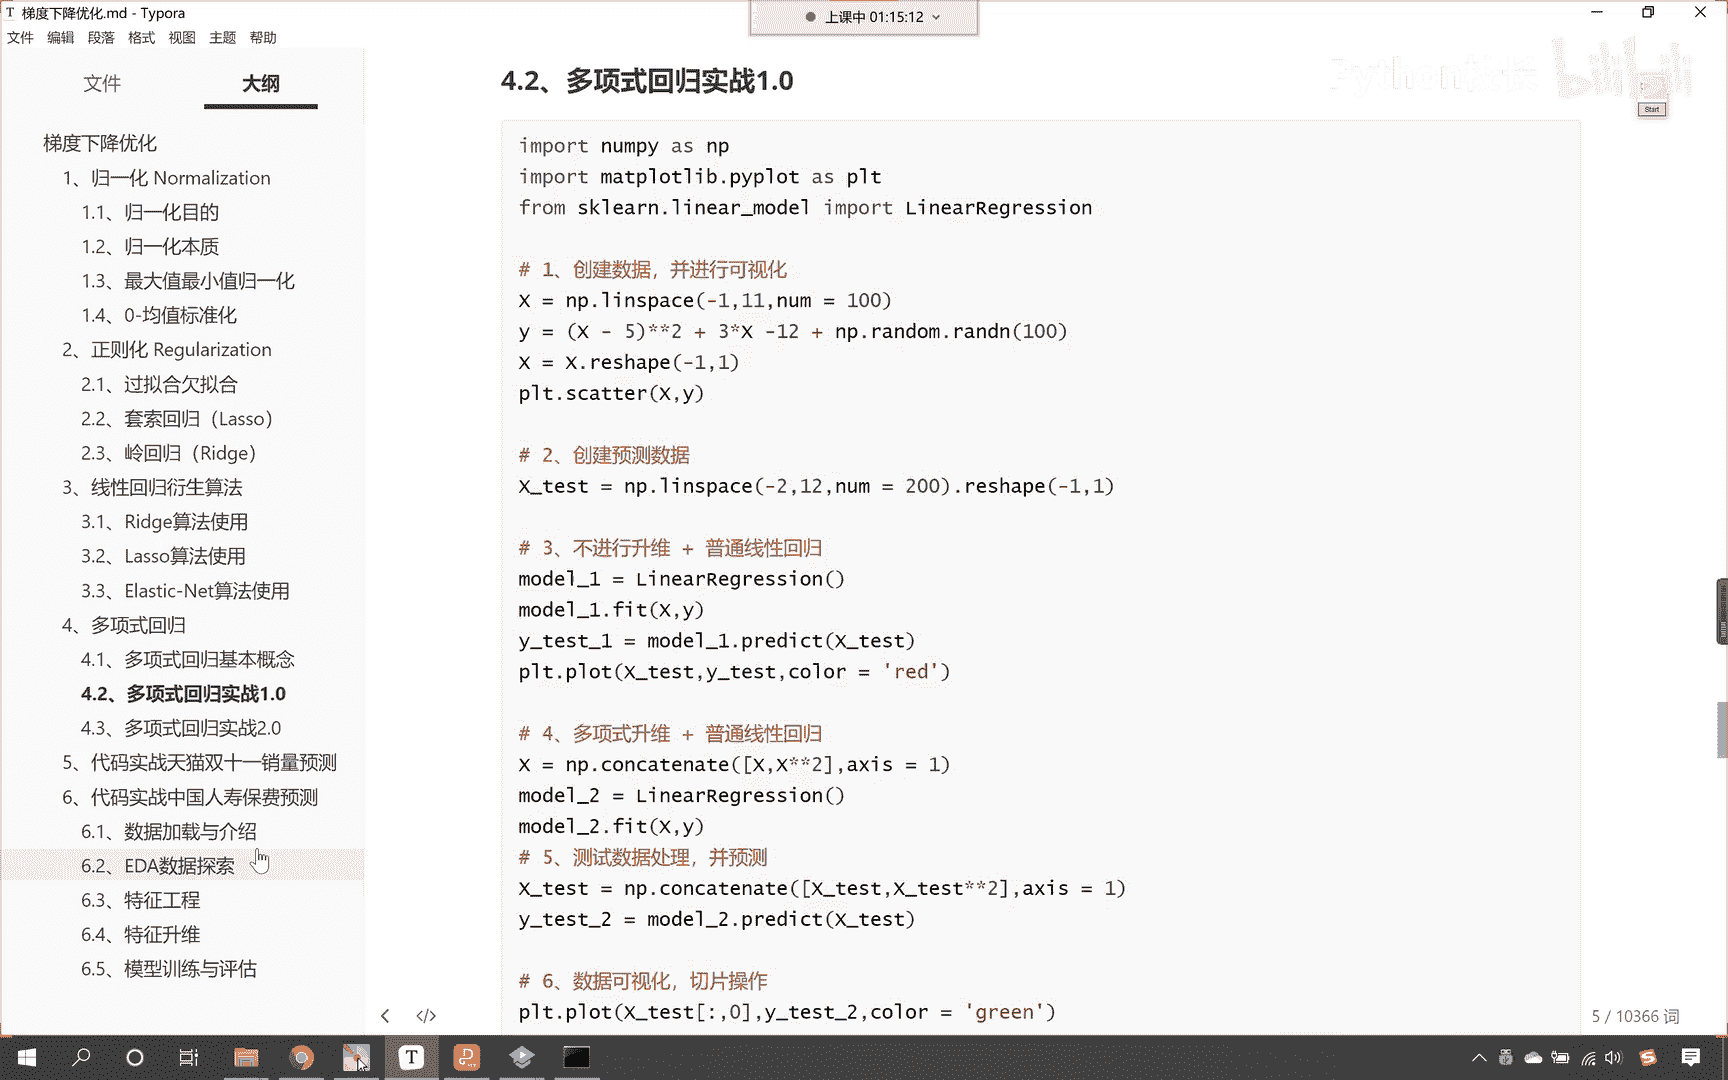 梯度下降优化.md - Typora
上课中 01:15:12
文件 编辑 段落 格式 视图 主题 帮助
文件 大纲
梯度下降优化
1、归一化 Normalization
1.1、归一化目的
1.2、归一化本质
1.3、最大值最小值归一化
1.4、0-均值标准化
2、正则化 Regularization
2.1、过拟合欠拟合
2.2、套索回归（Lasso）
2.3、岭回归（Ridge）
3、线性回归衍生算法
3.1、Ridge算法使用
3.2、Lasso算法使用
3.3、Elastic-Net算法使用
4、多项式回归
4.1、多项式回归基本概念
4.2、多项式回归实战1.0
4.3、多项式回归实战2.0
5、代码实战天猫双十一销量预测
6、代码实战中国人寿保费预测
6.1、数据加载与介绍
6.2、EDA数据探索
6.3、特征工程
6.4、特征升维
6.5、模型训练与评估
4.2、多项式回归实战1.0
import numpy as np
import matplotlib.pyplot as plt
from sklearn.linear_model import LinearRegression
# 1、创建数据，并进行可视化
X = np.linspace(-1,11,num = 100)
y = (X - 5)**2 + 3*X -12 + np.random.randn(100)
X = X.reshape(-1,1)
plt.scatter(X,y)
# 2、创建预测数据
X_test = np.linspace(-2,12,num = 200).reshape(-1,1)
# 3、不进行升维 + 普通线性回归
model_1 = LinearRegression()
model_1.fit(X,y)
y_test_1 = model_1.predict(X_test)
plt.plot(X_test,y_test,color = 'red')
# 4、多项式升维 + 普通线性回归
X = np.concatenate([X,X**2],axis = 1)
model_2 = LinearRegression()
model_2.fit(X,y)
# 5、测试数据处理，并预测
X_test = np.concatenate([X_test,X_test**2],axis = 1)
y_test_2 = model_2.predict(X_test)
# 6、数据可视化，切片操作
plt.plot(X_test[:,0],y_test_2,color = 'green')
5 / 10366 词
bilibili
Start